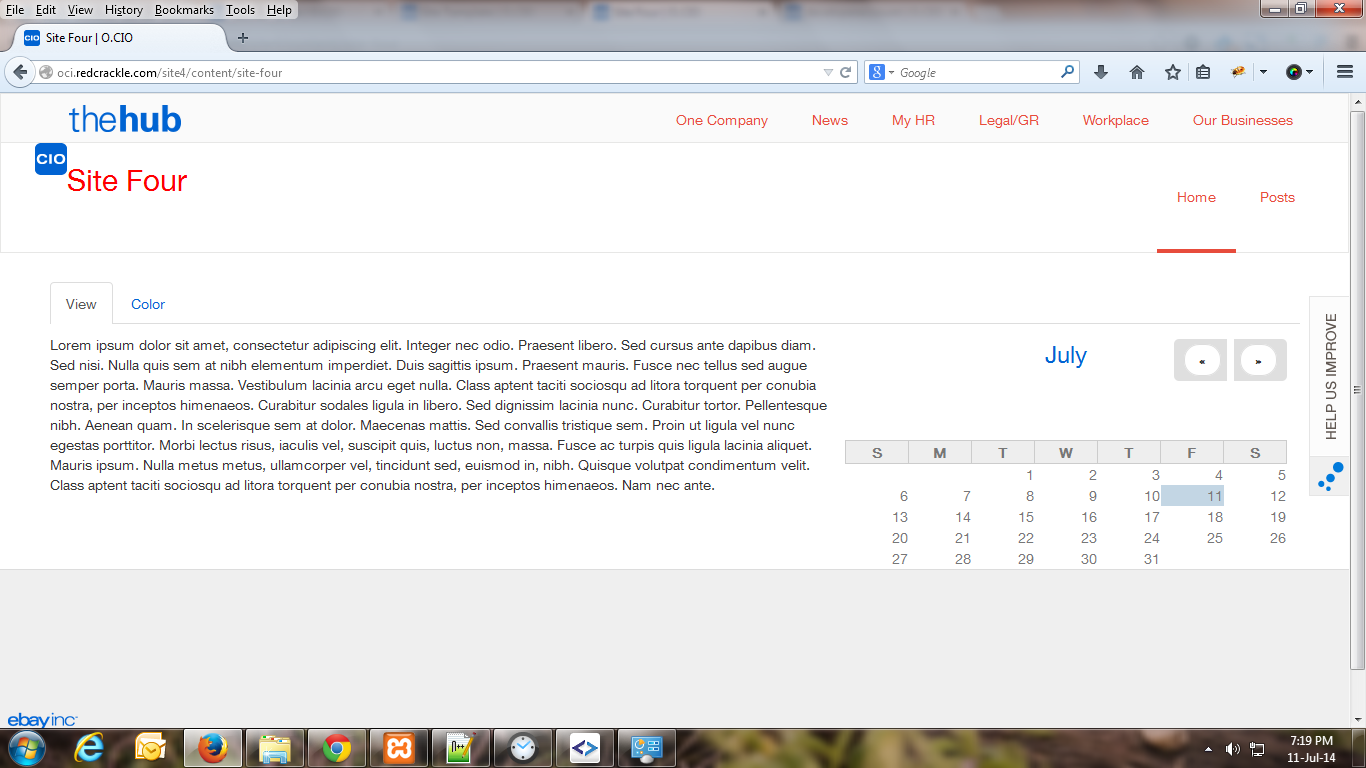 File Edit View History Bookmarks Tools Help
CIO Site Four | O.CIO
oci.redcrackle.com/site4/content/site-four
Google
thehub
One Company News My HR Legal/GR Workplace Our Businesses
CIO
Site Four
Home Posts
View Color
Lorem ipsum dolor sit amet, consectetur adipiscing elit. Integer nec odio. Praesent libero. Sed cursus ante dapibus diam.
Sed nisi. Nulla quis sem at nibh elementum imperdiet. Duis sagittis ipsum. Praesent mauris. Fusce nec tellus sed augue
semper porta. Mauris massa. Vestibulum lacinia arcu eget nulla. Class aptent taciti sociosqu ad litora torquent per conubia
nostra, per inceptos himenaeos. Curabitur sodales ligula in libero. Sed dignissim lacinia nunc. Curabitur tortor. Pellentesque
nibh. Aenean quam. In scelerisque sem at dolor. Maecenas mattis. Sed convallis tristique sem. Proin ut ligula vel nunc
egestas porttitor. Morbi lectus risus, iaculis vel, suscipit quis, luctus non, massa. Fusce ac turpis quis ligula lacinia aliquet.
Mauris ipsum. Nulla metus metus, ullamcorper vel, tincidunt sed, euismod in, nibh. Quisque volutpat condimentum velit.
Class aptent taciti sociosqu ad litora torquent per conubia nostra, per inceptos himenaeos. Nam nec ante.
July « »
S M T W T F S
1 2 3 4 5
6 7 8 9 10 11 12
13 14 15 16 17 18 19
20 21 22 23 24 25 26
27 28 29 30 31
HELP US IMPROVE
ebay inc
7:19 PM
11-Jul-14